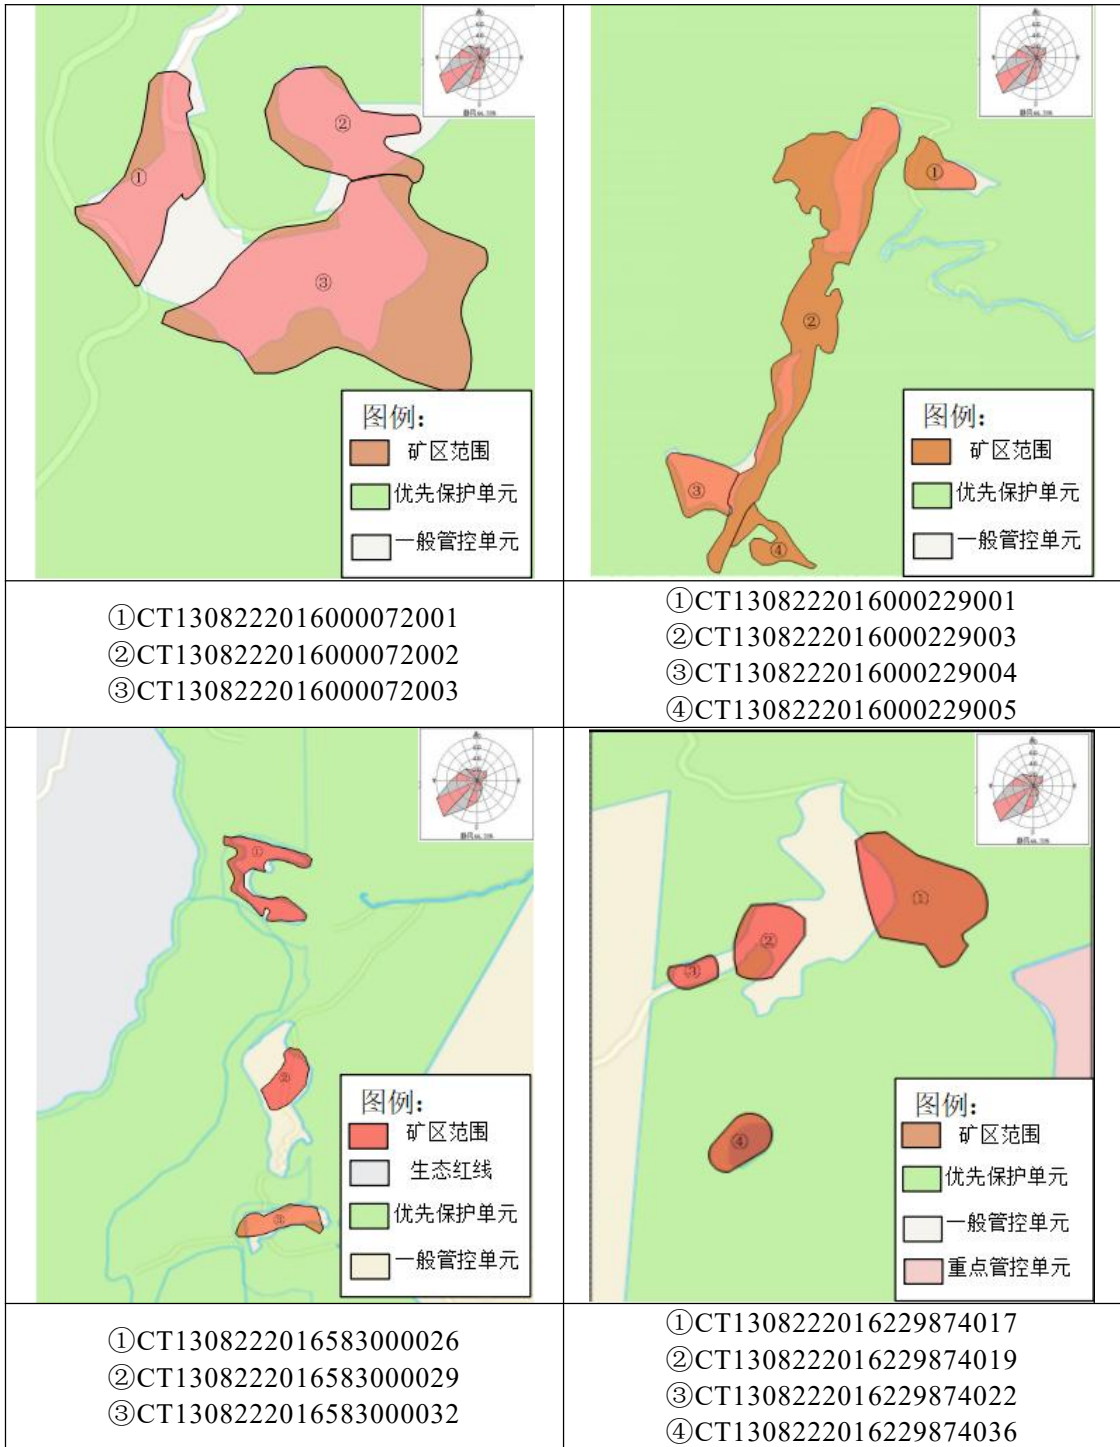 ①
②
③
图例：
矿区范围
优先保护单元
一般管控单元
①
②
③
④
图例：
矿区范围
优先保护单元
一般管控单元
①CT1308222016000072001
②CT1308222016000072002
③CT1308222016000072003
①CT1308222016000229001
②CT1308222016000229003
③CT1308222016000229004
④CT1308222016000229005
①
②
③
图例：
矿区范围
生态红线
优先保护单元
一般管控单元
①
②
③
④
图例：
矿区范围
优先保护单元
一般管控单元
重点管控单元
①CT1308222016583000026
②CT1308222016583000029
③CT1308222016583000032
①CT1308222016229874017
②CT1308222016229874019
③CT1308222016229874022
④CT1308222016229874036